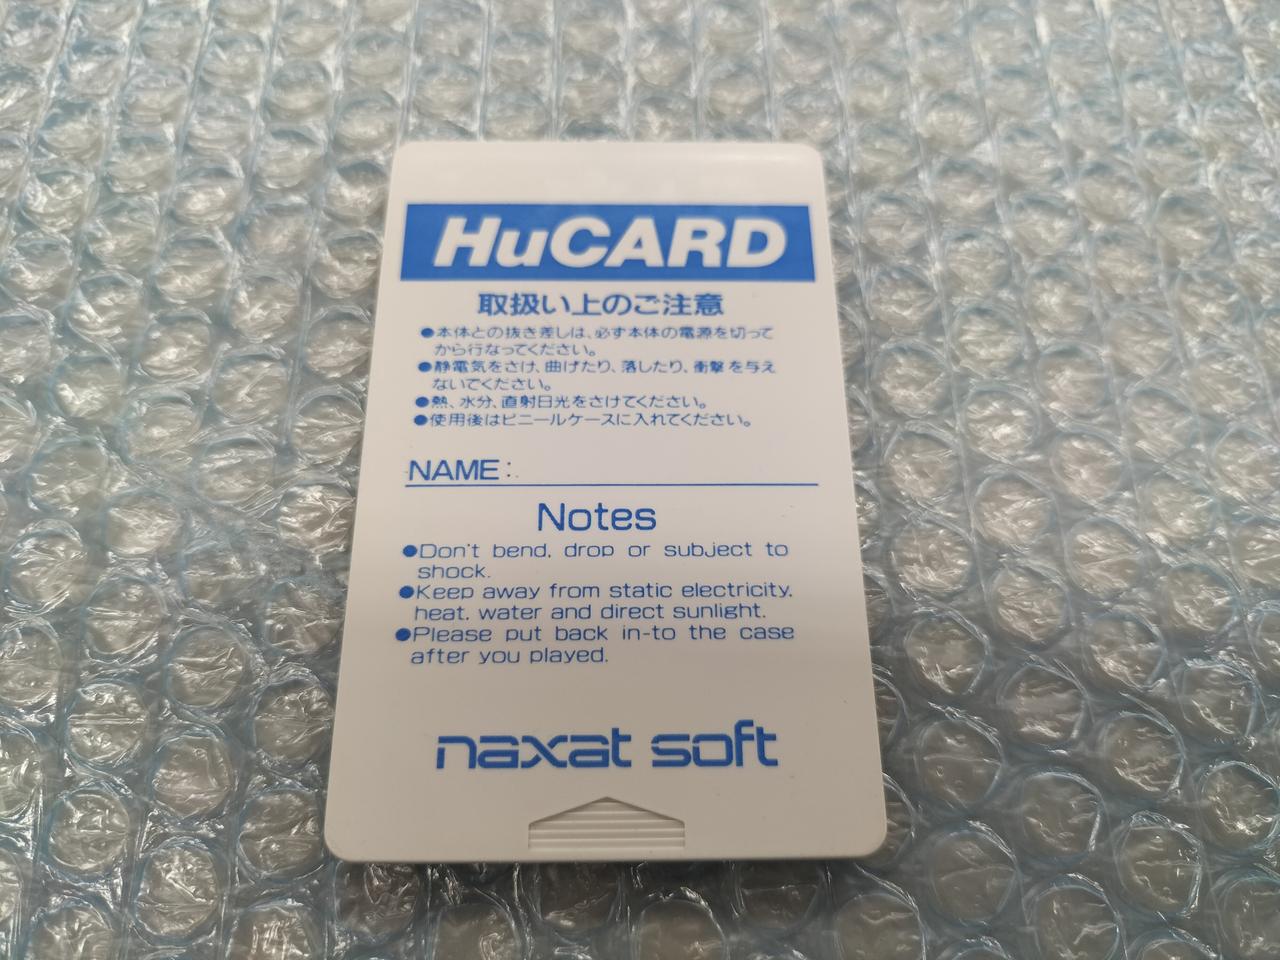 HuCARD
取扱い上のご注意
●本体との抜き差しは、必ず本体の電源を切って
から行なってください。
●静電気をさけ、曲げたり、落したり、衝撃を与え
ないでください。
●熱、水分、直射日光をさけてください。
●使用後はビニールケースに入れてください。
NAME:
Notes
●Don't bend, drop or subject to
shock.
●Keep away from static electricity,
heat, water and direct sunlight.
●Please put back in-to the case
after you played.
naxat soft